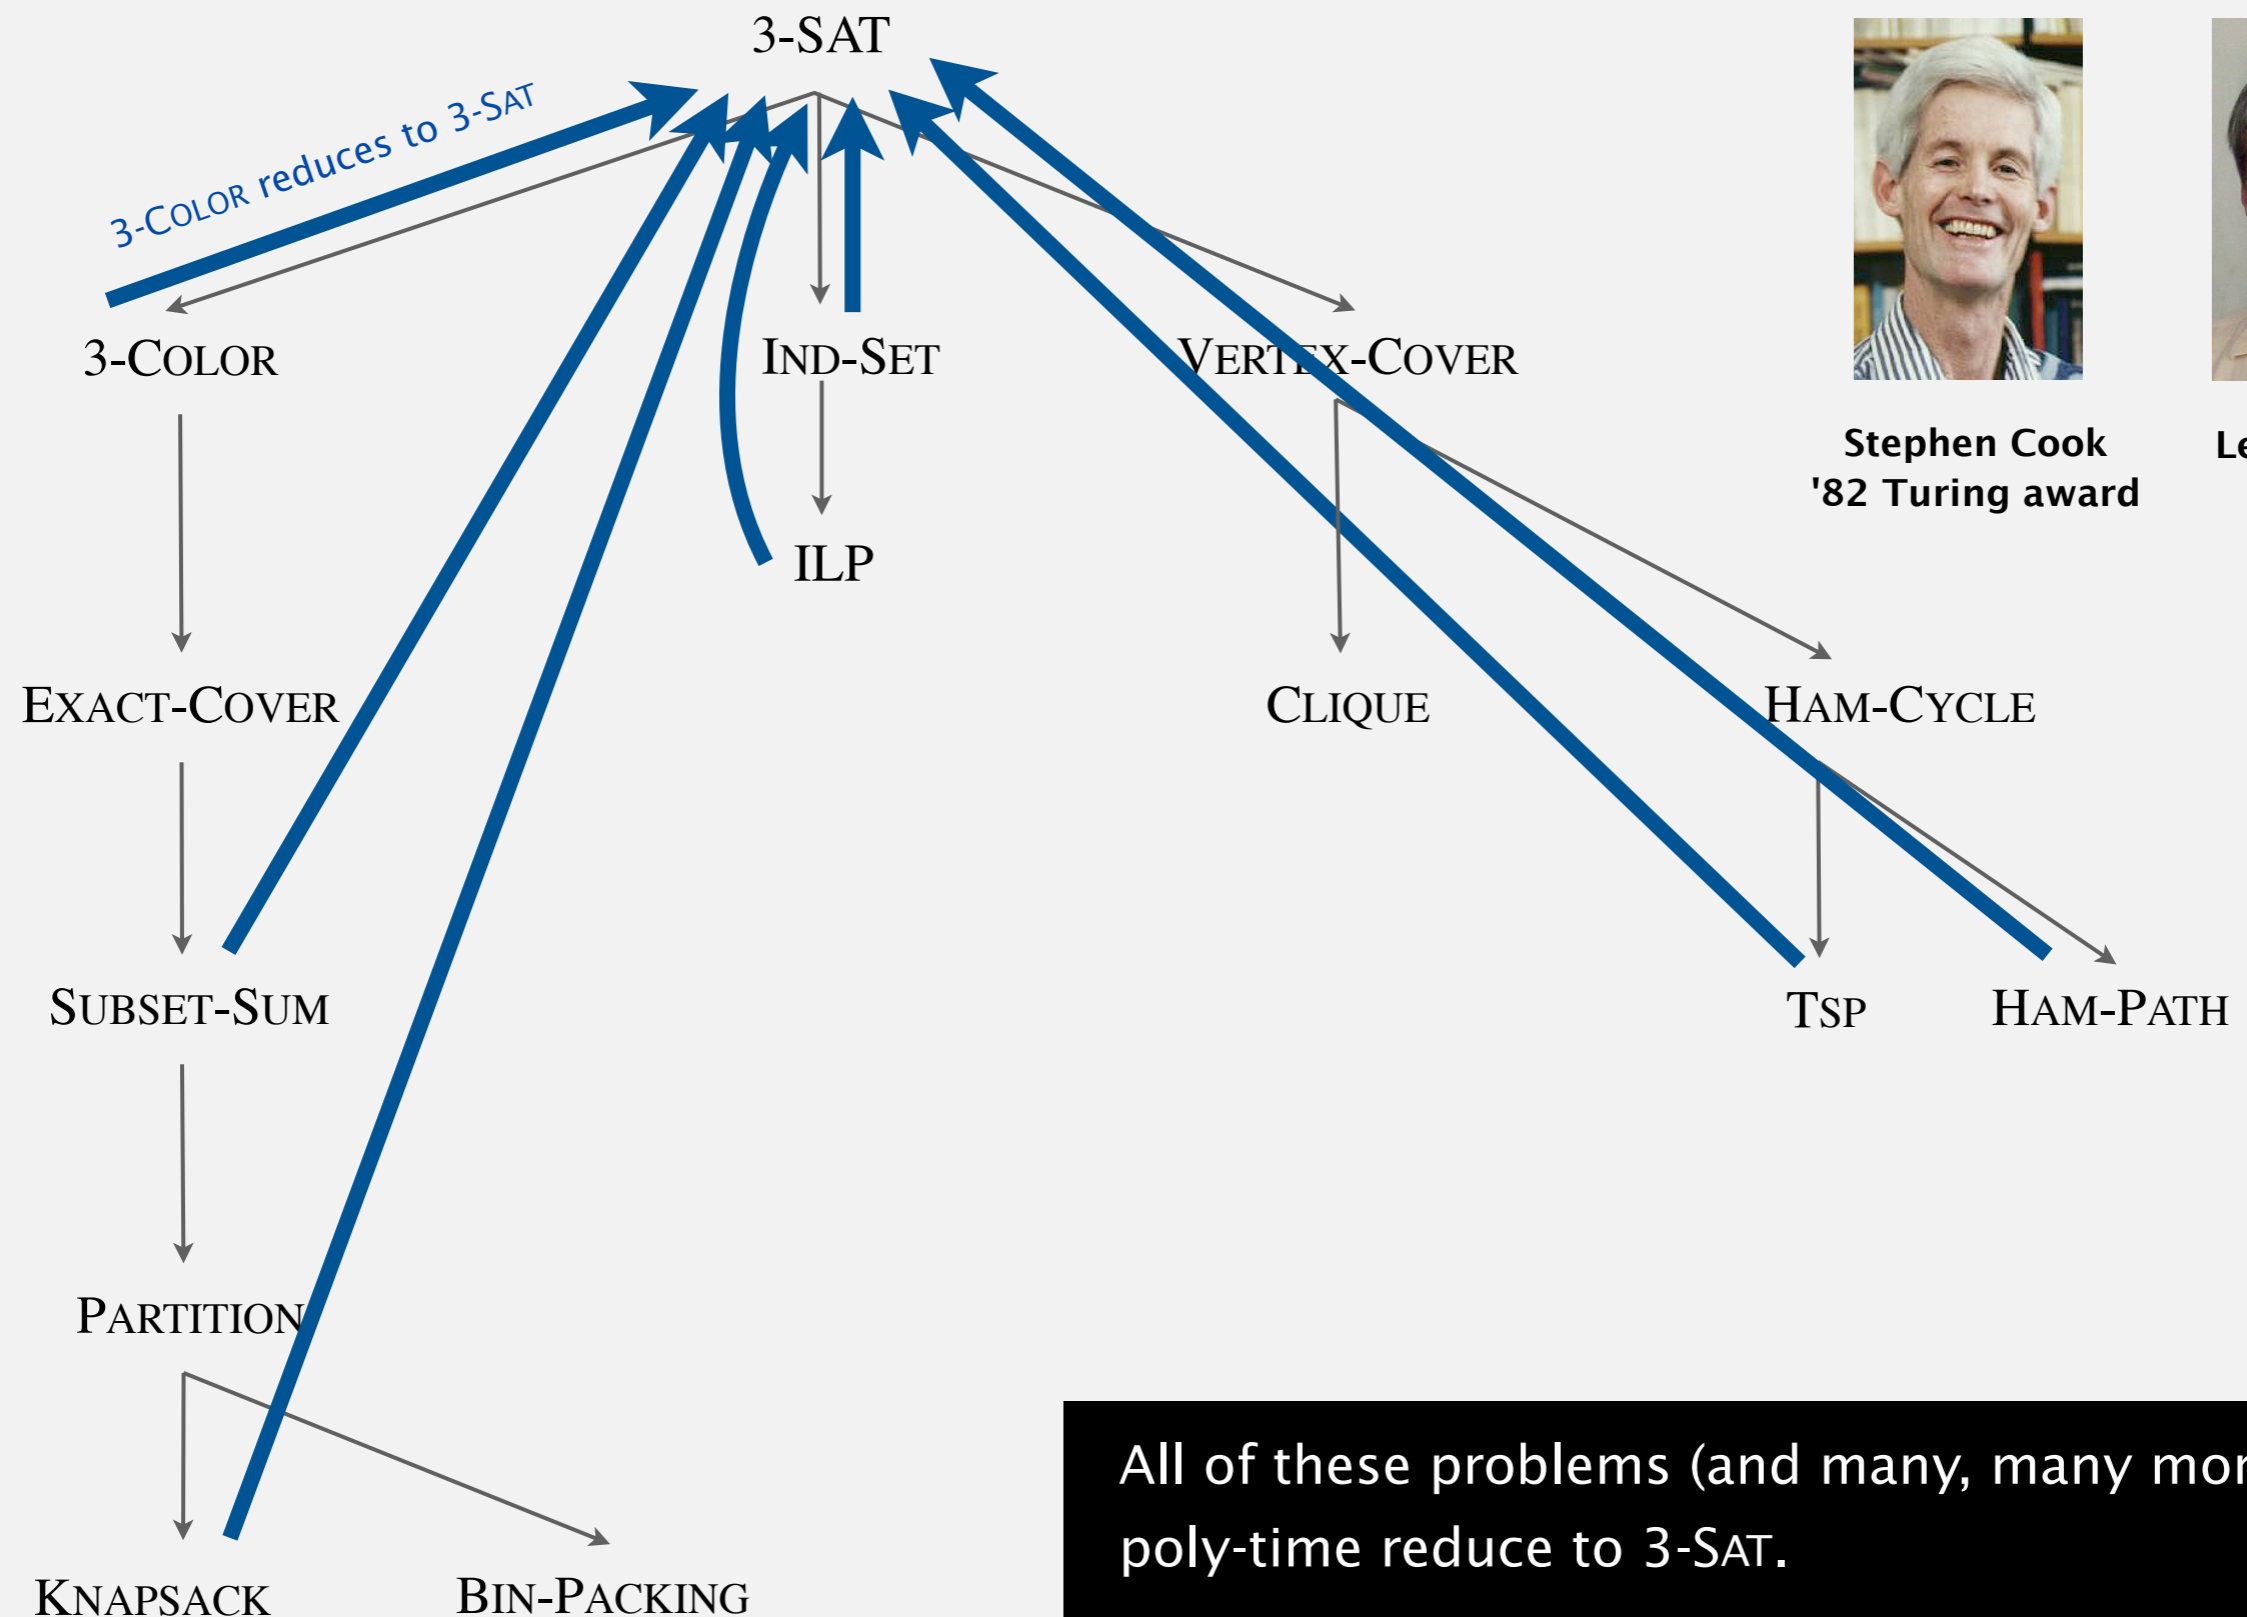 3-SAT
3-COLOR reduces to 3-SAT
3-COLOR
IND-SET
VERTEX-COVER
Stephen Cook
'82 Turing award
ILP
EXACT-COVER
CLIQUE
HAM-CYCLE
SUBSET-SUM
TSP
HAM-PATH
PARTITION
All of these problems (and many, many
poly-time reduce to 3-SAT.
KNAPSACK
BIN-PACKING